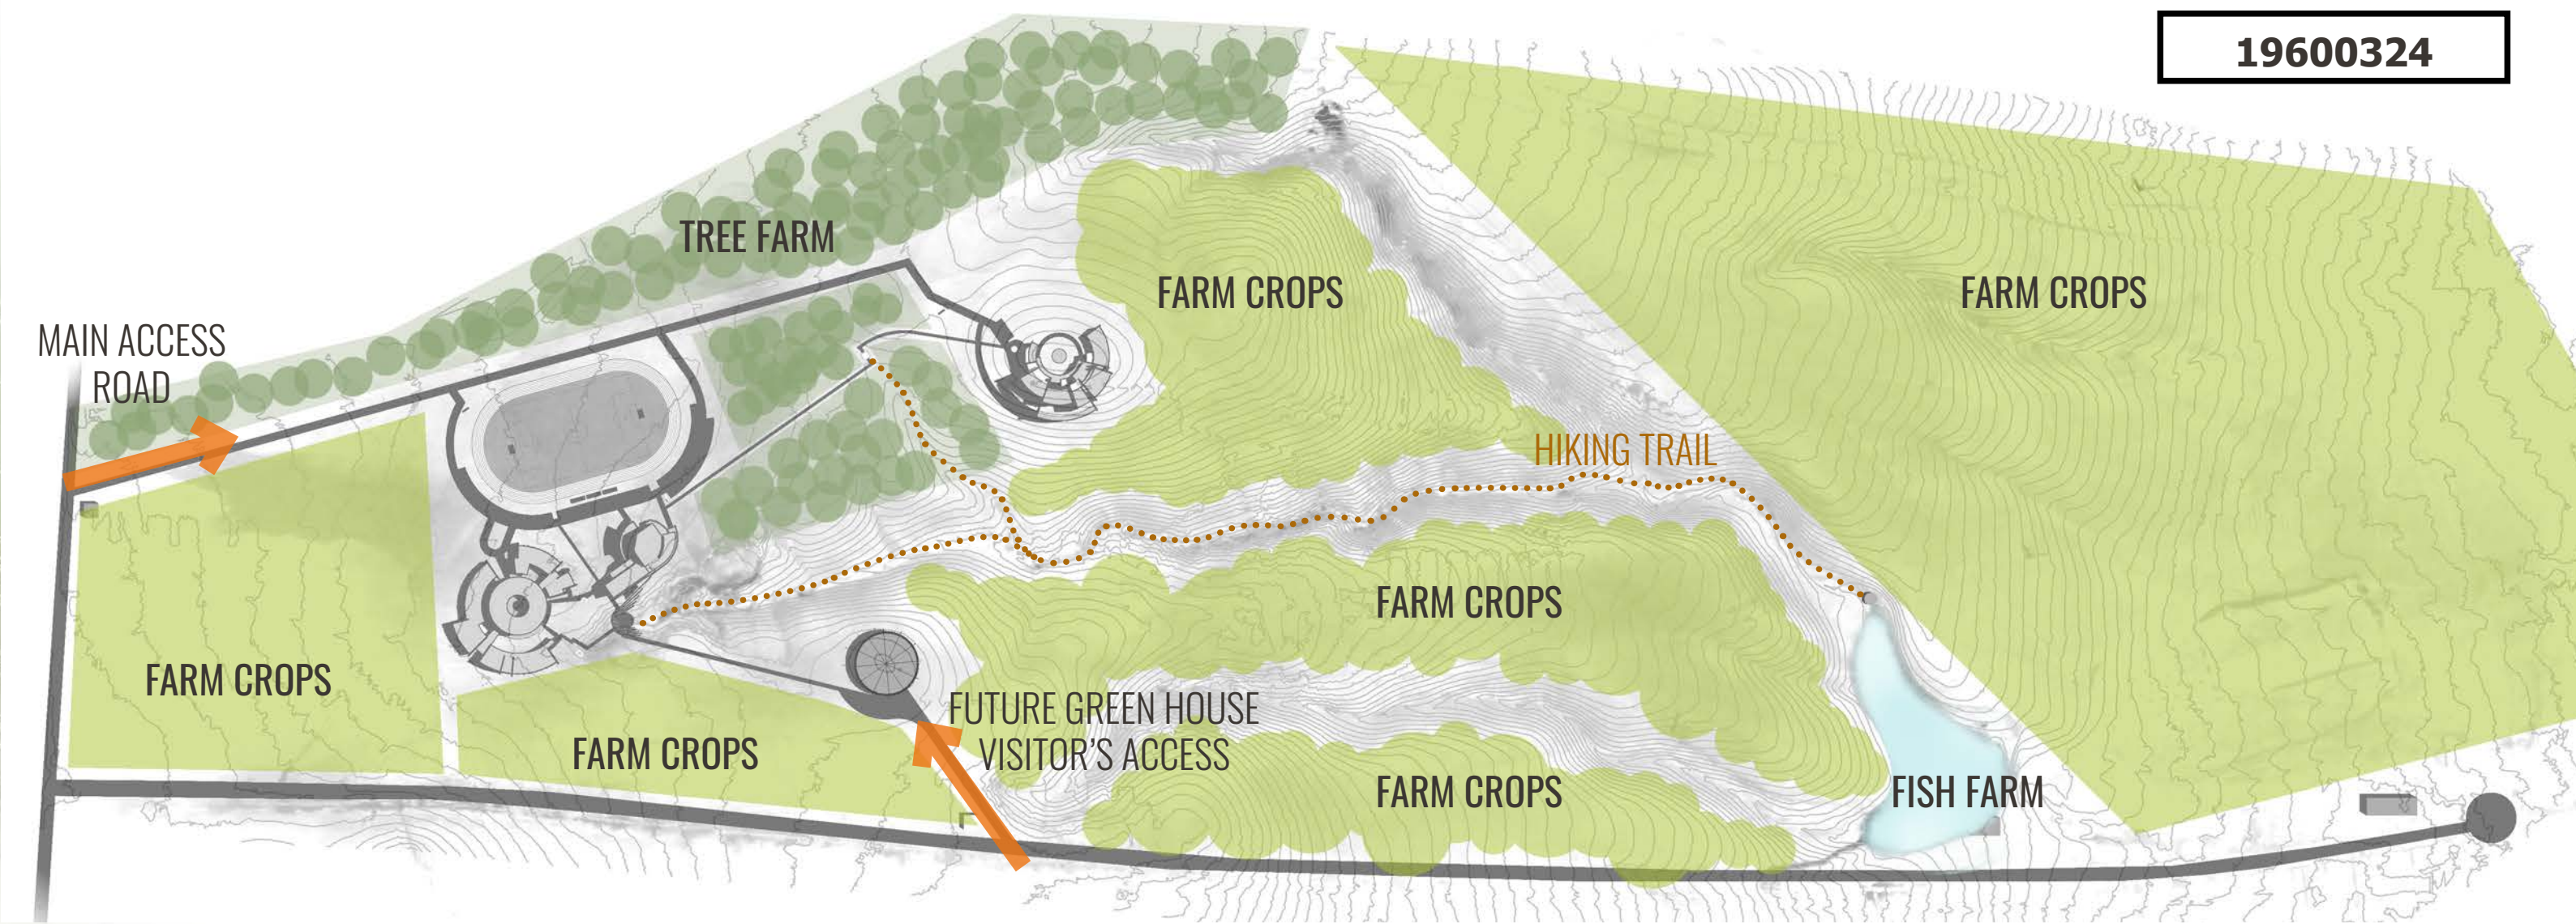 19600324
TREE FARM
FARM CROPS
FARM CROPS
MAIN ACCESS
ROAD
HIKING TRAIL
FARM CROPS
FARM CROPS
FUTURE GREEN HOUSE
VISITOR'S ACCESS
FARM CROPS
FARM CROPS
FISH FARM